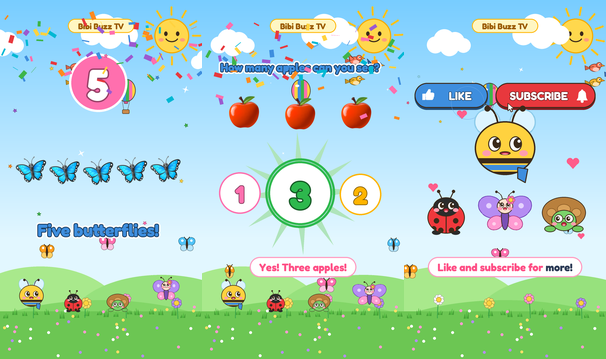 Bibi Buzz TV
5
Five butterflies!
Bibi Buzz TV
How many apples can you see?
1
3
2
Yes! Three apples!
Bibi Buzz TV
LIKE
SUBSCRIBE
Like and subscribe for more!